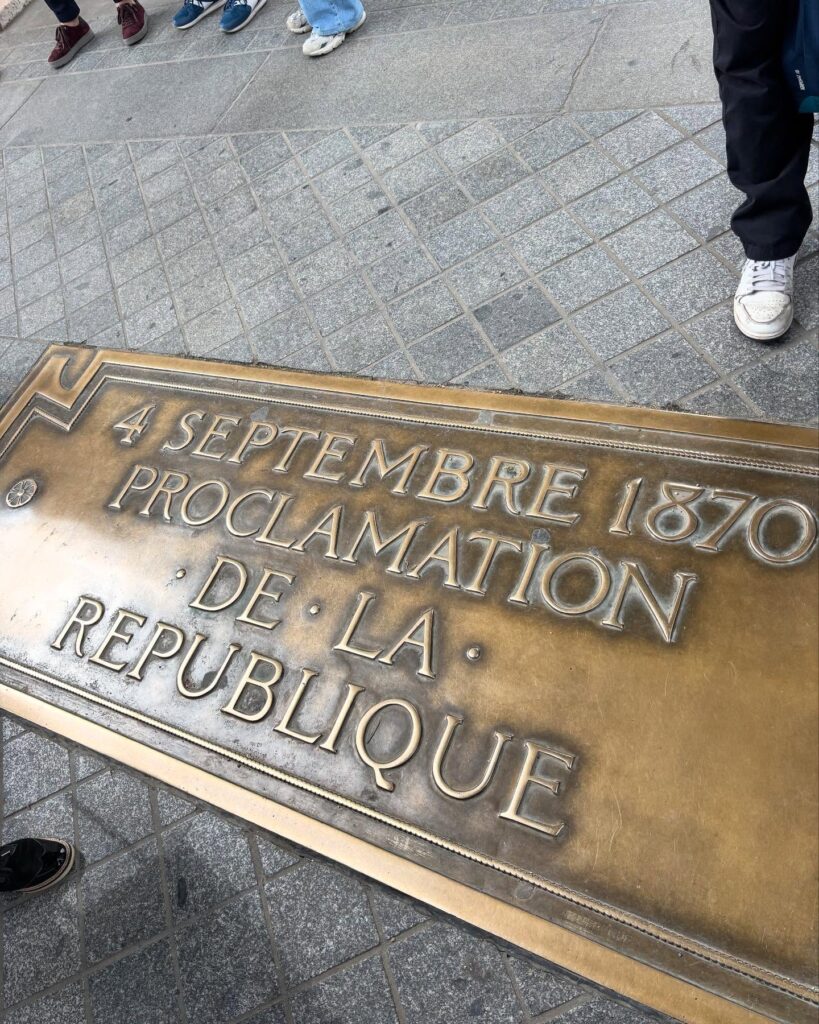 4 SEPTEMBRE 1870
PROCLAMATION
· DE · LA ·
REPUBLIQUE